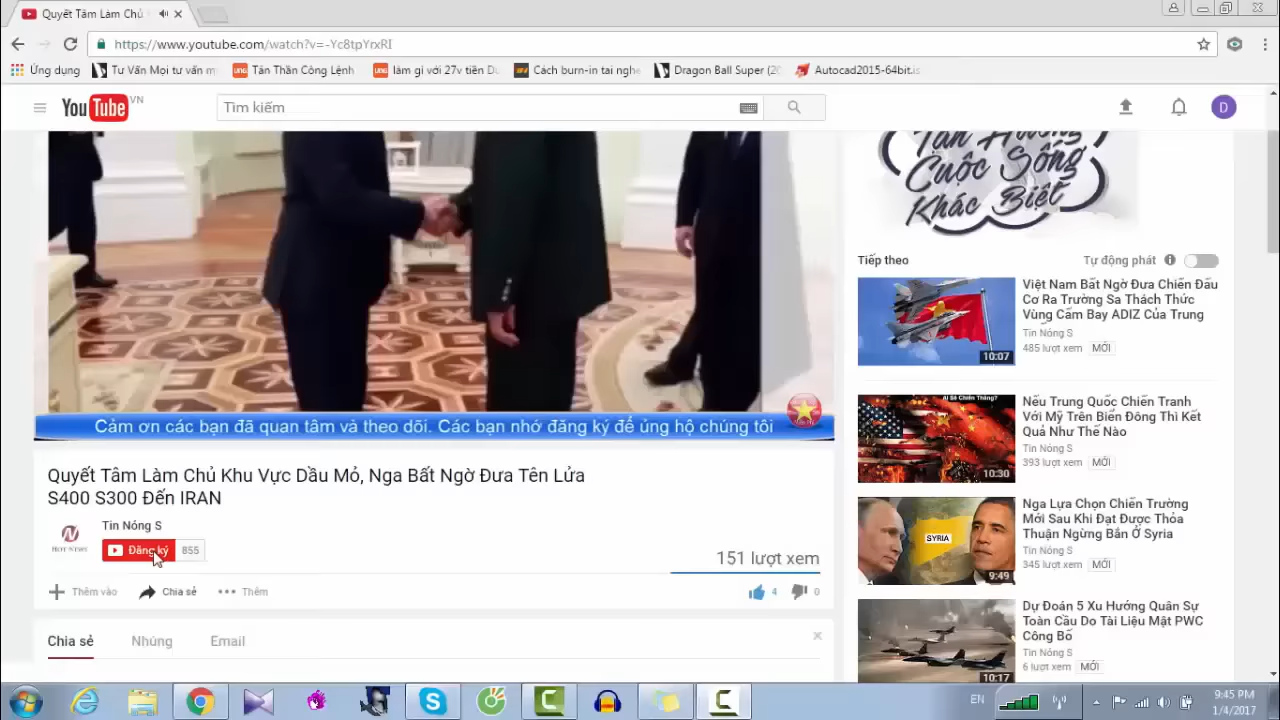 Quyết Tâm Làm Chủ
https://www.youtube.com/watch?v=-Yc8tpYrxRI
Ứng dụng
Tư Vấn Mọi tư vấn
Tân Thần Công Lệnh
làm gì với 27v tiên
Cách burn-in tai nghe
Dragon Ball Super
Autocad2015-64bit.is
YouTube VN
Tìm kiếm
D
Tận Hưởng
Cuộc Sống
Khác Biệt
Cảm ơn các bạn đã quan tâm và theo dõi. Các bạn nhớ đăng ký để ủng hộ chúng tôi
Quyết Tâm Làm Chủ Khu Vực Dầu Mỏ, Nga Bất Ngờ Đưa Tên Lửa
S400 S300 Đến IRAN
N
HOT NEWS
Tin Nóng S
Đăng ký 855
151 lượt xem
Thêm vào
Chia sẻ
Thêm
4
0
Chia sẻ
Nhúng
Email
Tiếp theo
Tự động phát
10:07
Việt Nam Bất Ngờ Đưa Chiến Đấu
Cơ Ra Trường Sa Thách Thức
Vùng Cấm Bay ADIZ Của Trung
Tin Nóng S
485 lượt xem MỚI
Ai Sẽ Chiến Thắng?
10:30
Nếu Trung Quốc Chiến Tranh
Với Mỹ Trên Biển Đông Thì Kết
Quả Như Thế Nào
Tin Nóng S
393 lượt xem MỚI
SYRIA
9:49
Nga Lựa Chọn Chiến Trường
Mới Sau Khi Đạt Được Thỏa
Thuận Ngừng Bắn Ở Syria
Tin Nóng S
345 lượt xem MỚI
10:17
Dự Đoán 5 Xu Hướng Quân Sự
Toàn Cầu Do Tài Liệu Mật PWC
Công Bố
Tin Nóng S
6 lượt xem MỚI
EN
9:45 PM
1/4/2017